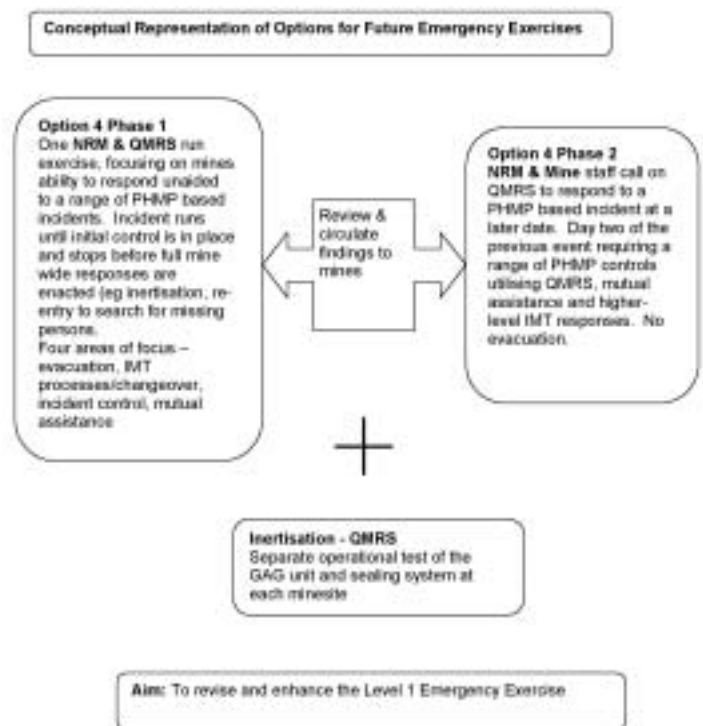 Conceptual Representation of Options for Future Emergency Exercises
Option 4 Phase 1
One NRM & QMRS run
exercise, focusing on mines
ability to respond unaided
to a range of PHMP based
incidents. Incident runs
until initial control is in place
and stops before full mine
wide responses are
enacted (eg inertisation, re-
entry to search for missing
persons.
Four areas of focus –
evacuation, IMT
processes/changeover,
incident control, mutual
assistance
Review &
circulate
findings to
mines
Option 4 Phase 2
NRM & Mine staff call on
QMRS to respond to a
PHMP based incident at a
later date. Day two of the
previous event requiring a
range of PHMP controls
utilising QMRS, mutual
assistance and higher-
level IMT responses. No
evacuation.
Inertisation - QMRS
Separate operational test of the
GAG unit and sealing system at
each minesite
Aim: To revise and enhance the Level 1 Emergency Exercise